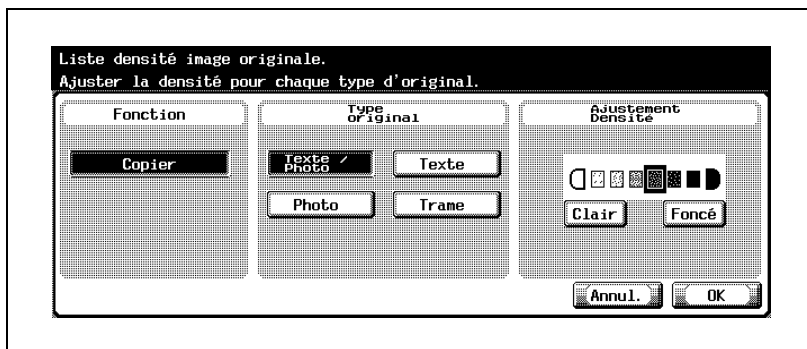 Liste densité image originale.
Ajuster la densité pour chaque type d'original.
Fonction
Type
original
Ajustement
Densité
Copier
Texte /
Photo
Texte
Photo
Trame
Clair
Foncé
Annul.
OK